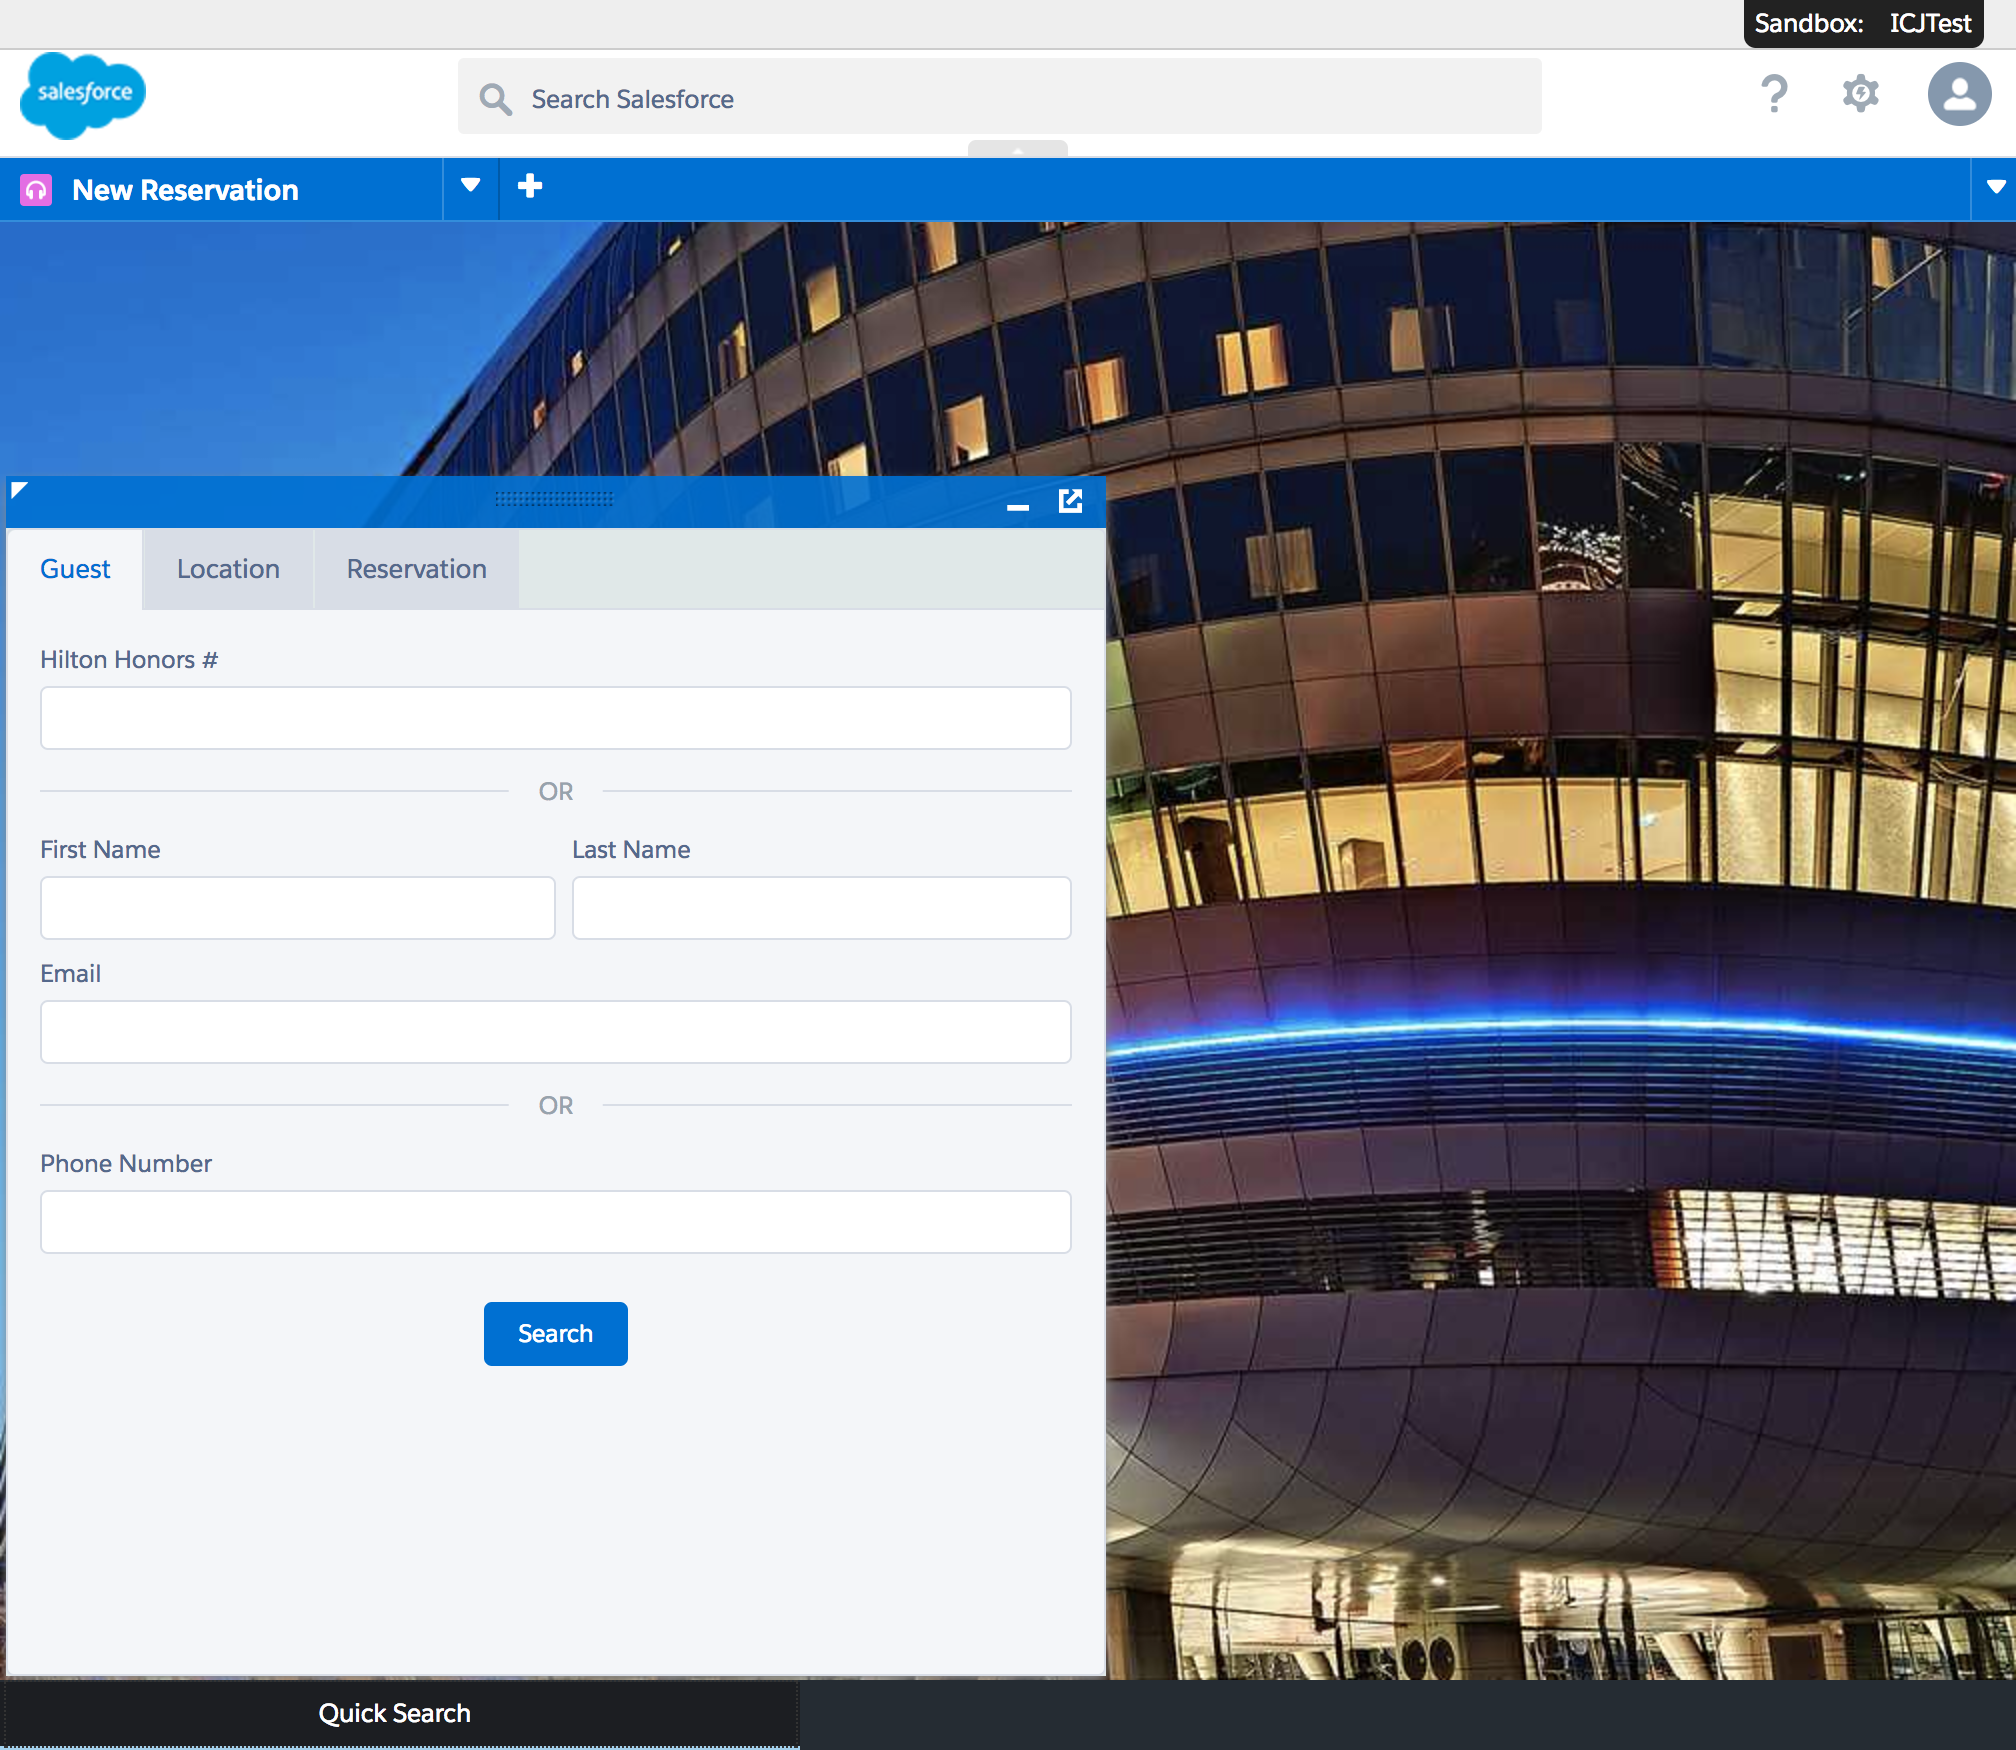 Sandbox: ICJTest
salesforce
Search Salesforce
New Reservation
Guest
Location
Reservation
Hilton Honors #
OR
First Name
Last Name
Email
OR
Phone Number
Search
Quick Search